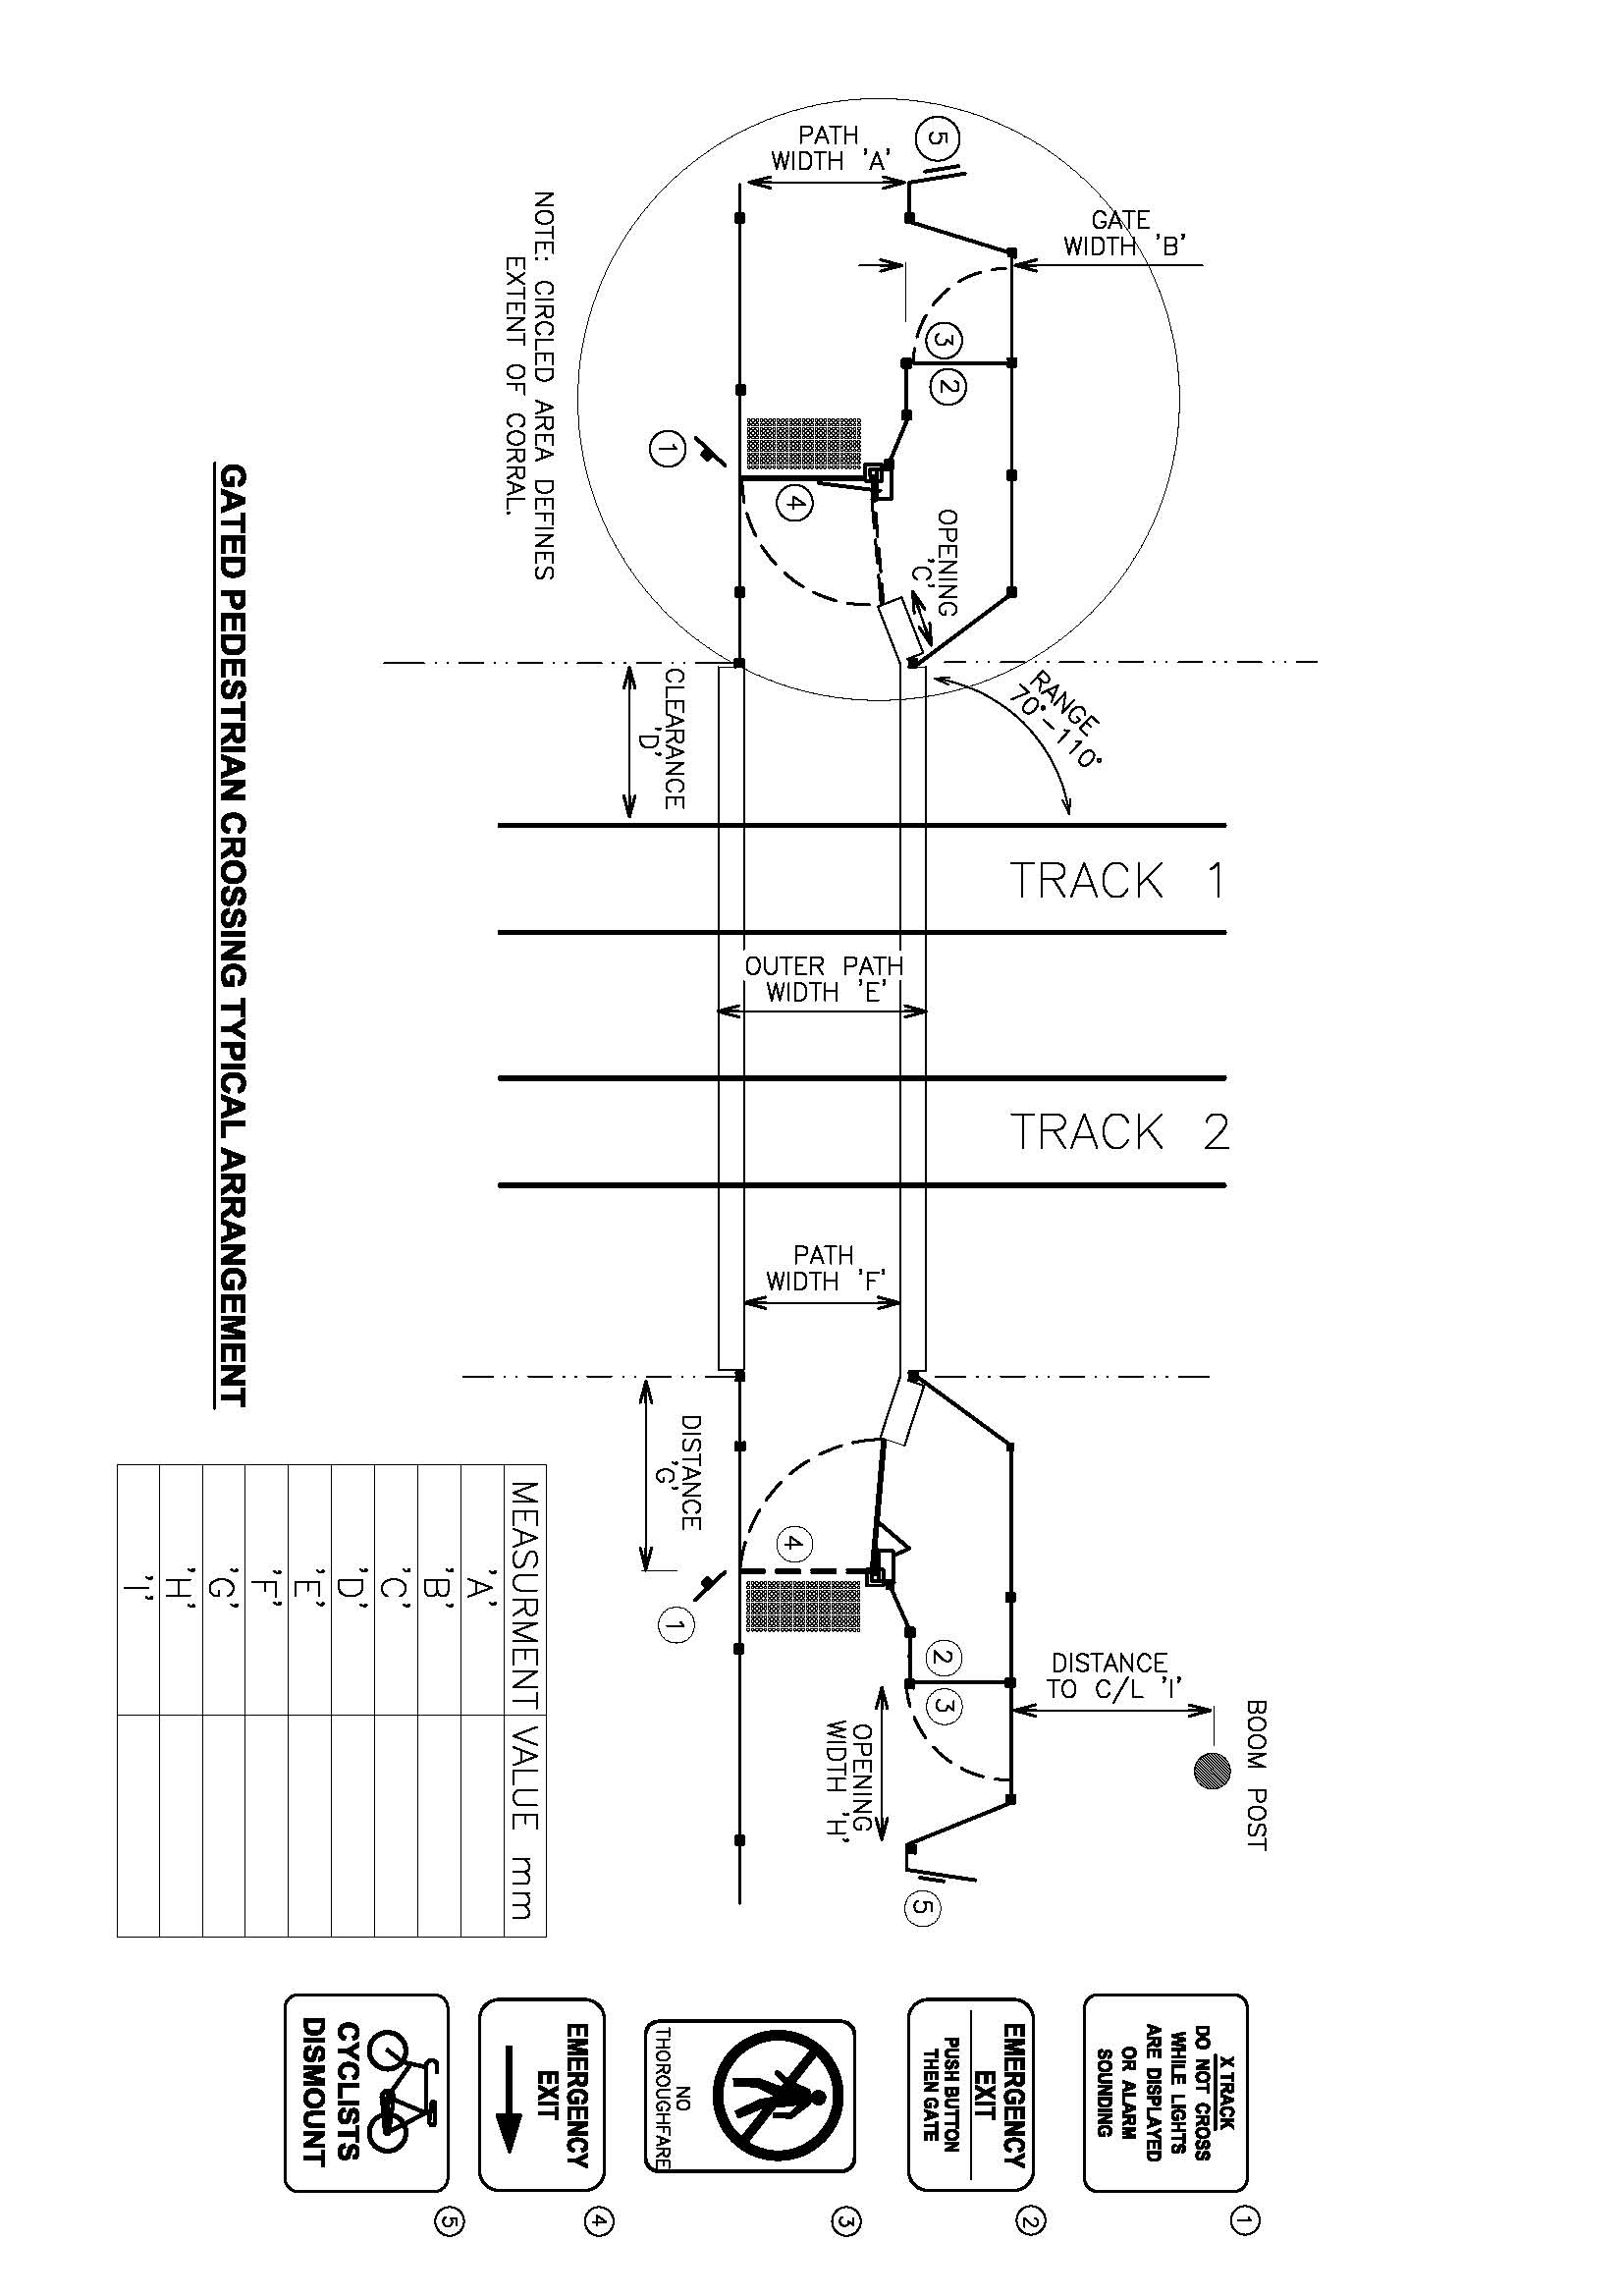 PATH
WIDTH 'A'
5
GATE
WIDTH 'B'
3
2
1
4
OPENING
'C'
NOTE: CIRCLED AREA DEFINES
EXTENT OF CORRAL.
RANGE
70°-110°
CLEARANCE
'D'
TRACK 1
OUTER PATH
WIDTH 'E'
TRACK 2
PATH
WIDTH 'F'
DISTANCE
'G'
4
1
2
3
DISTANCE
TO C/L 'I'
BOOM POST
OPENING
WIDTH 'H'
5
GATED PEDESTRIAN CROSSING TYPICAL ARRANGEMENT
MEASURMENT VALUE mm
'A'
'B'
'C'
'D'
'E'
'F'
'G'
'H'
'I'
X TRACK
DO NOT CROSS
WHILE LIGHTS
ARE DISPLAYED
OR ALARM
SOUNDING
1
EMERGENCY
EXIT
PUSH BUTTON
THEN GATE
2
NO
THOROUGHFARE
3
EMERGENCY
EXIT
4
CYCLISTS
DISMOUNT
5